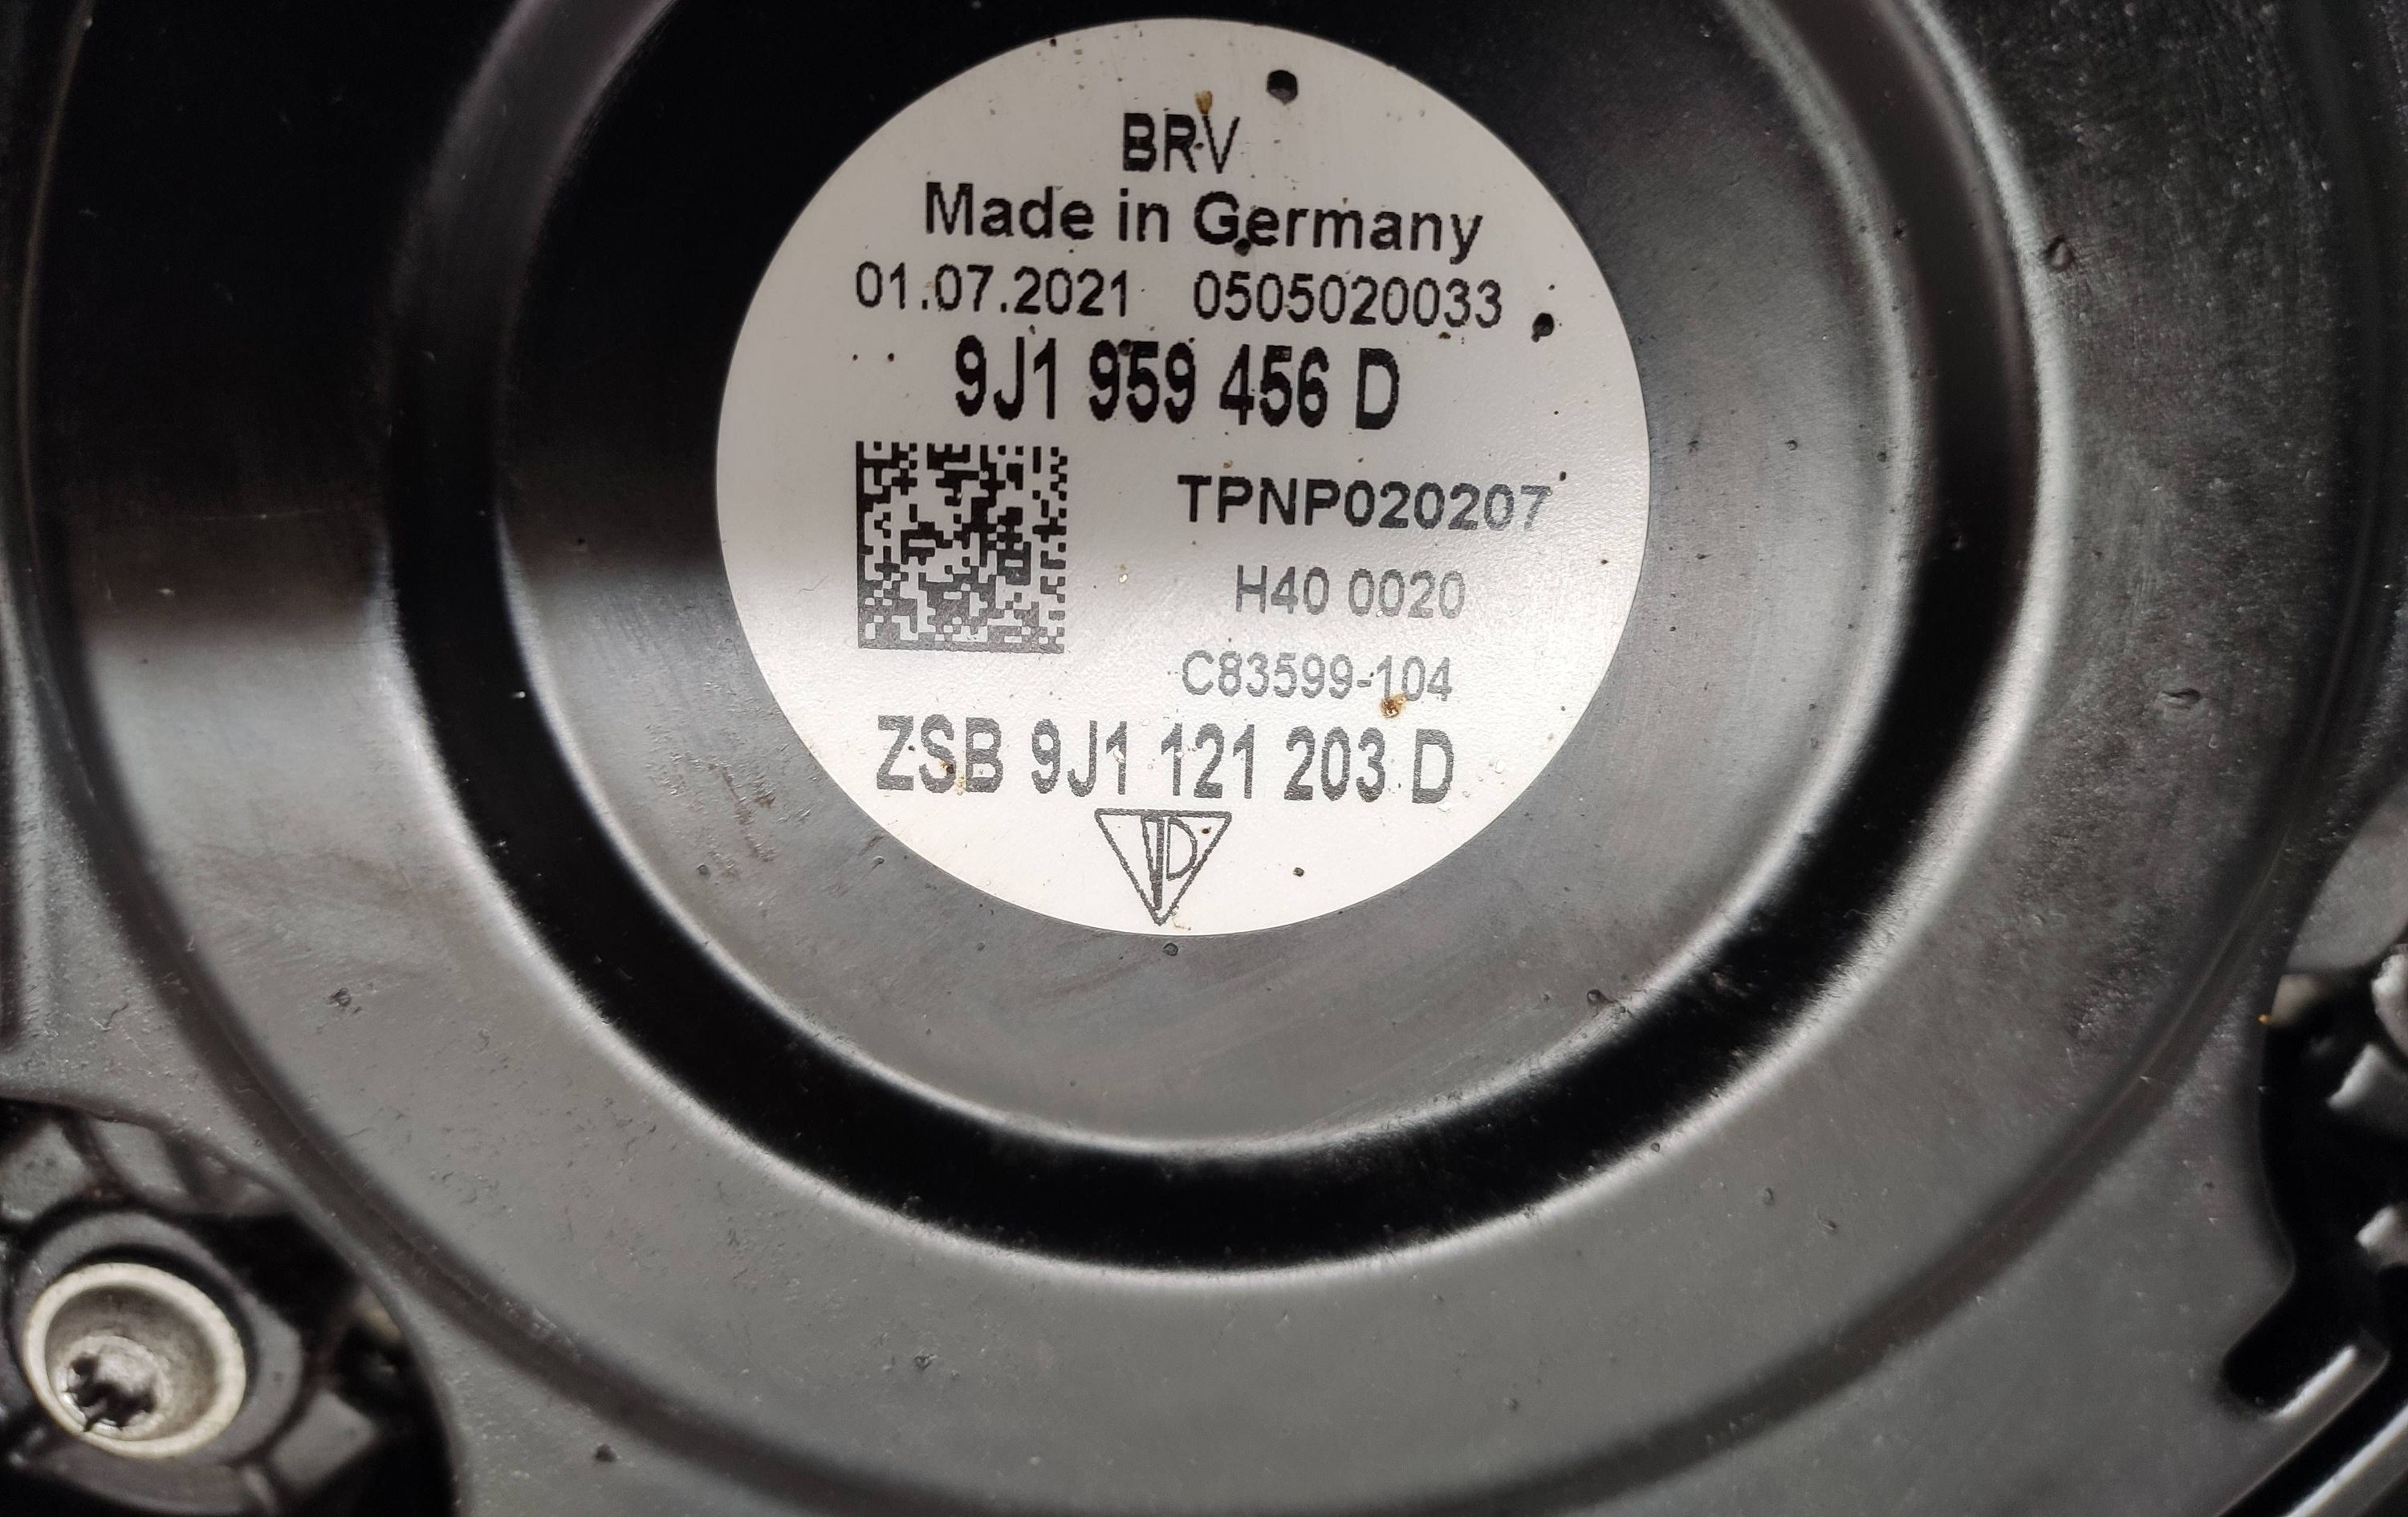 BRV
Made in Germany
01.07.2021 0505020033
9J1 959 456 D
TPNP020207
H40 0020
C83599-104
ZSB 9J1 121 203 D